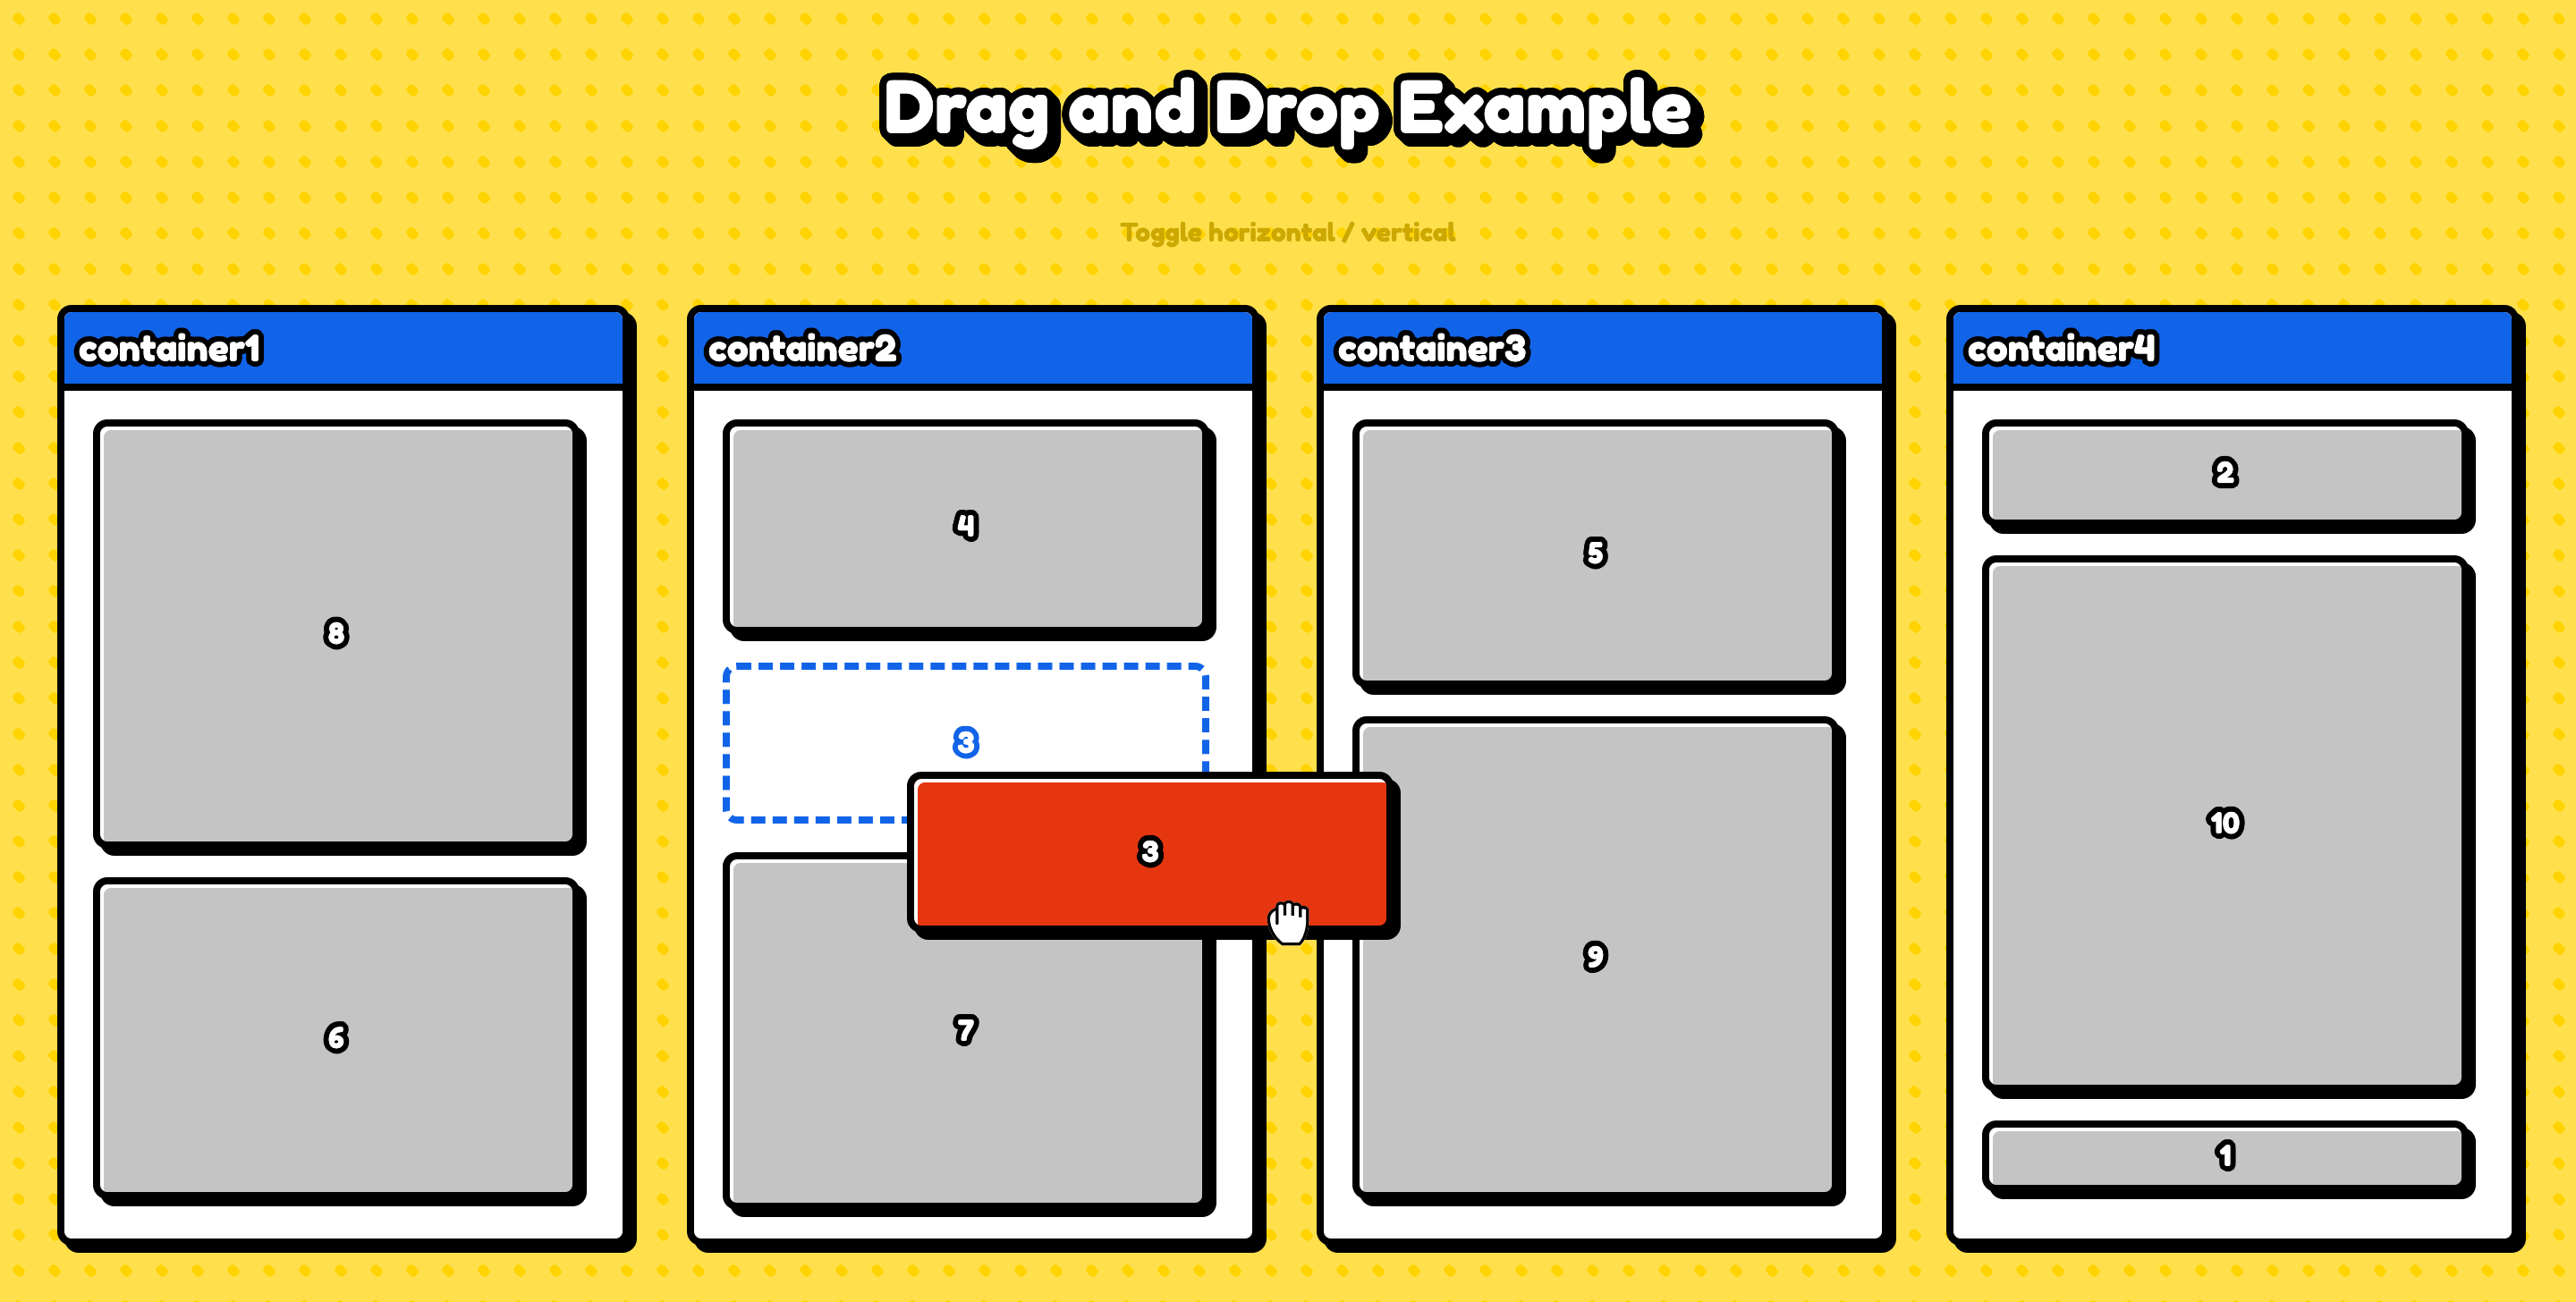 Drag and Drop Example
Toggle horizontal / vertical
container1
8
6
container2
4
3
3
7
container3
5
9
container4
2
10
1